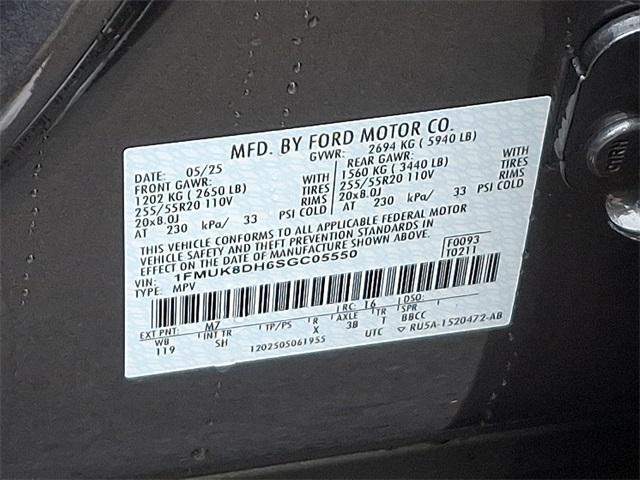 MFD. BY FORD MOTOR CO.
DATE: 05/25 GVWR: 2694 KG ( 5940 LB)
FRONT GAWR: REAR GAWR:
1202 KG ( 2650 LB) WITH 1560 KG ( 3440 LB) WITH
255/55R20 110V TIRES 255/55R20 110V TIRES
20x8.0J RIMS 20x8.0J RIMS
AT 230 kPa/ 33 PSI COLD AT 230 kPa/ 33 PSI COLD
THIS VEHICLE CONFORMS TO ALL APPLICABLE FEDERAL MOTOR
VEHICLE SAFETY AND THEFT PREVENTION STANDARDS IN
EFFECT ON THE DATE OF MANUFACTURE SHOWN ABOVE.
VIN: 1FMUK8DH6SGC05550 F0093
TYPE: MPV T0211
EXT PNT: M7 RC: 16 DSO:
WB INT TR TP/PS R AXLE TR SPR
119 SH X 3B T BBCC
1202505061955 UTC RU5A-1520472-AB